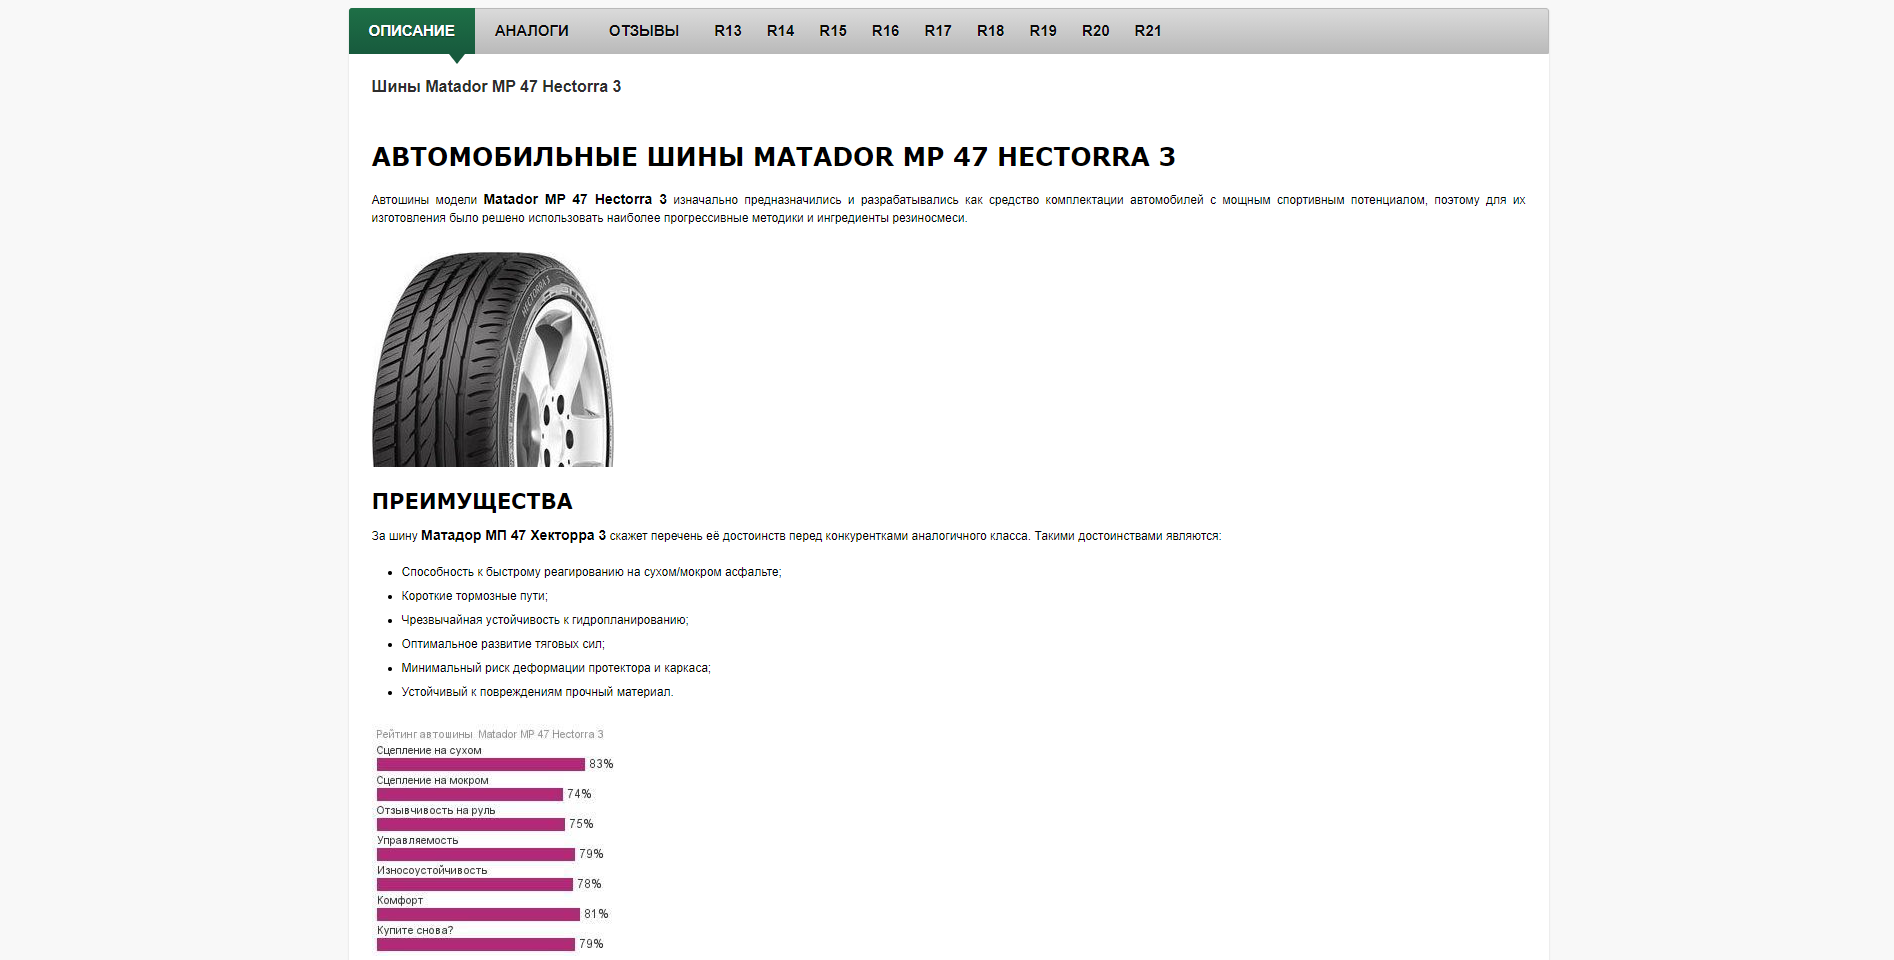 ОПИСАНИЕ АНАЛОГИ ОТЗЫВЫ R13 R14 R15 R16 R17 R18 R19 R20 R21
Шины Matador MP 47 Hectorra 3
АВТОМОБИЛЬНЫЕ ШИНЫ MATADOR MP 47 HECTORRA 3
Автошины модели Matador MP 47 Hectorra 3 изначально предназначились и разрабатывались как средство комплектации автомобилей с мощным спортивным потенциалом, поэтому для их
изготовления было решено использовать наиболее прогрессивные методики и ингредиенты резиносмеси.
HECTORRA 3
ПРЕИМУЩЕСТВА
За шину Матадор МП 47 Хекторра 3 скажет перечень её достоинств перед конкурентками аналогичного класса. Такими достоинствами являются:
Способность к быстрому реагированию на сухом/мокром асфальте;
Короткие тормозные пути;
Чрезвычайная устойчивость к гидропланированию;
Оптимальное развитие тяговых сил;
Минимальный риск деформации протектора и каркаса;
Устойчивый к повреждениям прочный материал.
Рейтинг автошины Matador MP 47 Hectorra 3
Сцепление на сухом
83%
Сцепление на мокром
74%
Отзывчивость на руль
75%
Управляемость
79%
Износоустойчивость
78%
Комфорт
81%
Купите снова?
79%